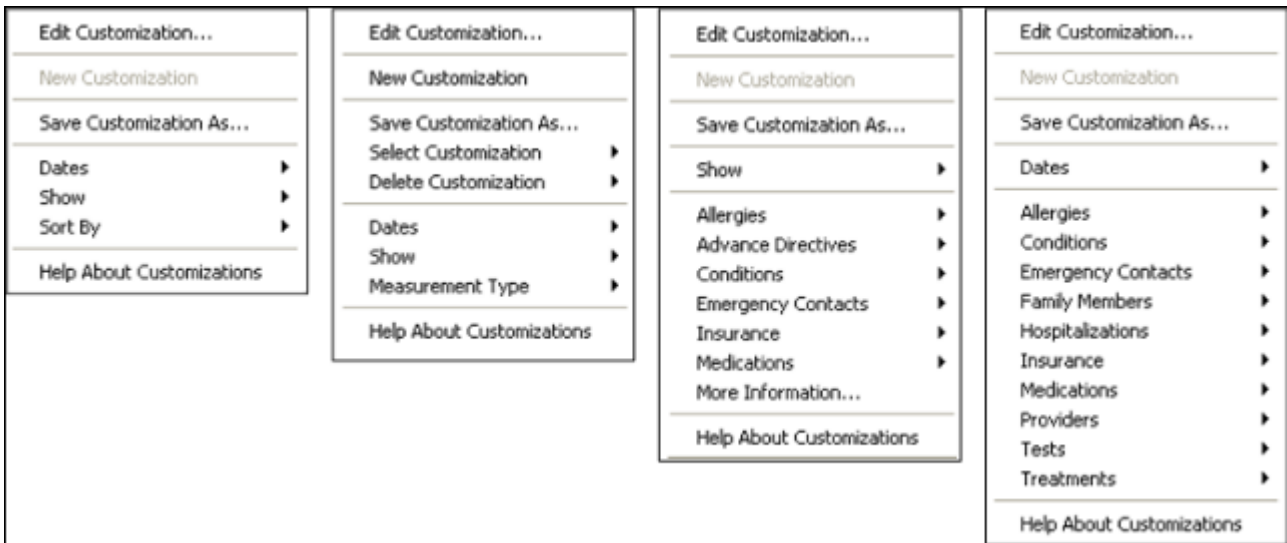 Edit Customization...
New Customization
Save Customization As...
Dates
Show
Sort By
Help About Customizations
Edit Customization...
New Customization
Save Customization As...
Select Customization
Delete Customization
Dates
Show
Measurement Type
Help About Customizations
Edit Customization...
New Customization
Save Customization As...
Show
Allergies
Advance Directives
Conditions
Emergency Contacts
Insurance
Medications
More Information...
Help About Customizations
Edit Customization...
New Customization
Save Customization As...
Dates
Allergies
Conditions
Emergency Contacts
Family Members
Hospitalizations
Insurance
Medications
Providers
Tests
Treatments
Help About Customizations